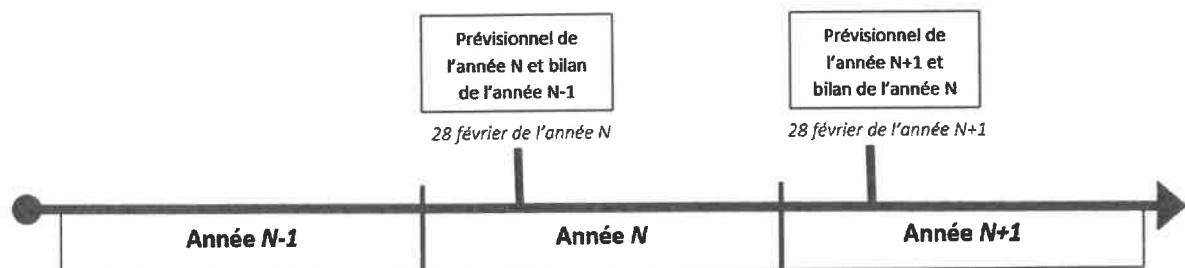 Prévisionnel de
l'année N et bilan
de l'année N-1
28 février de l'année N
Prévisionnel de
l'année N+1 et
bilan de l'année N
28 février de l'année N+1
Année N-1
Année N
Année N+1